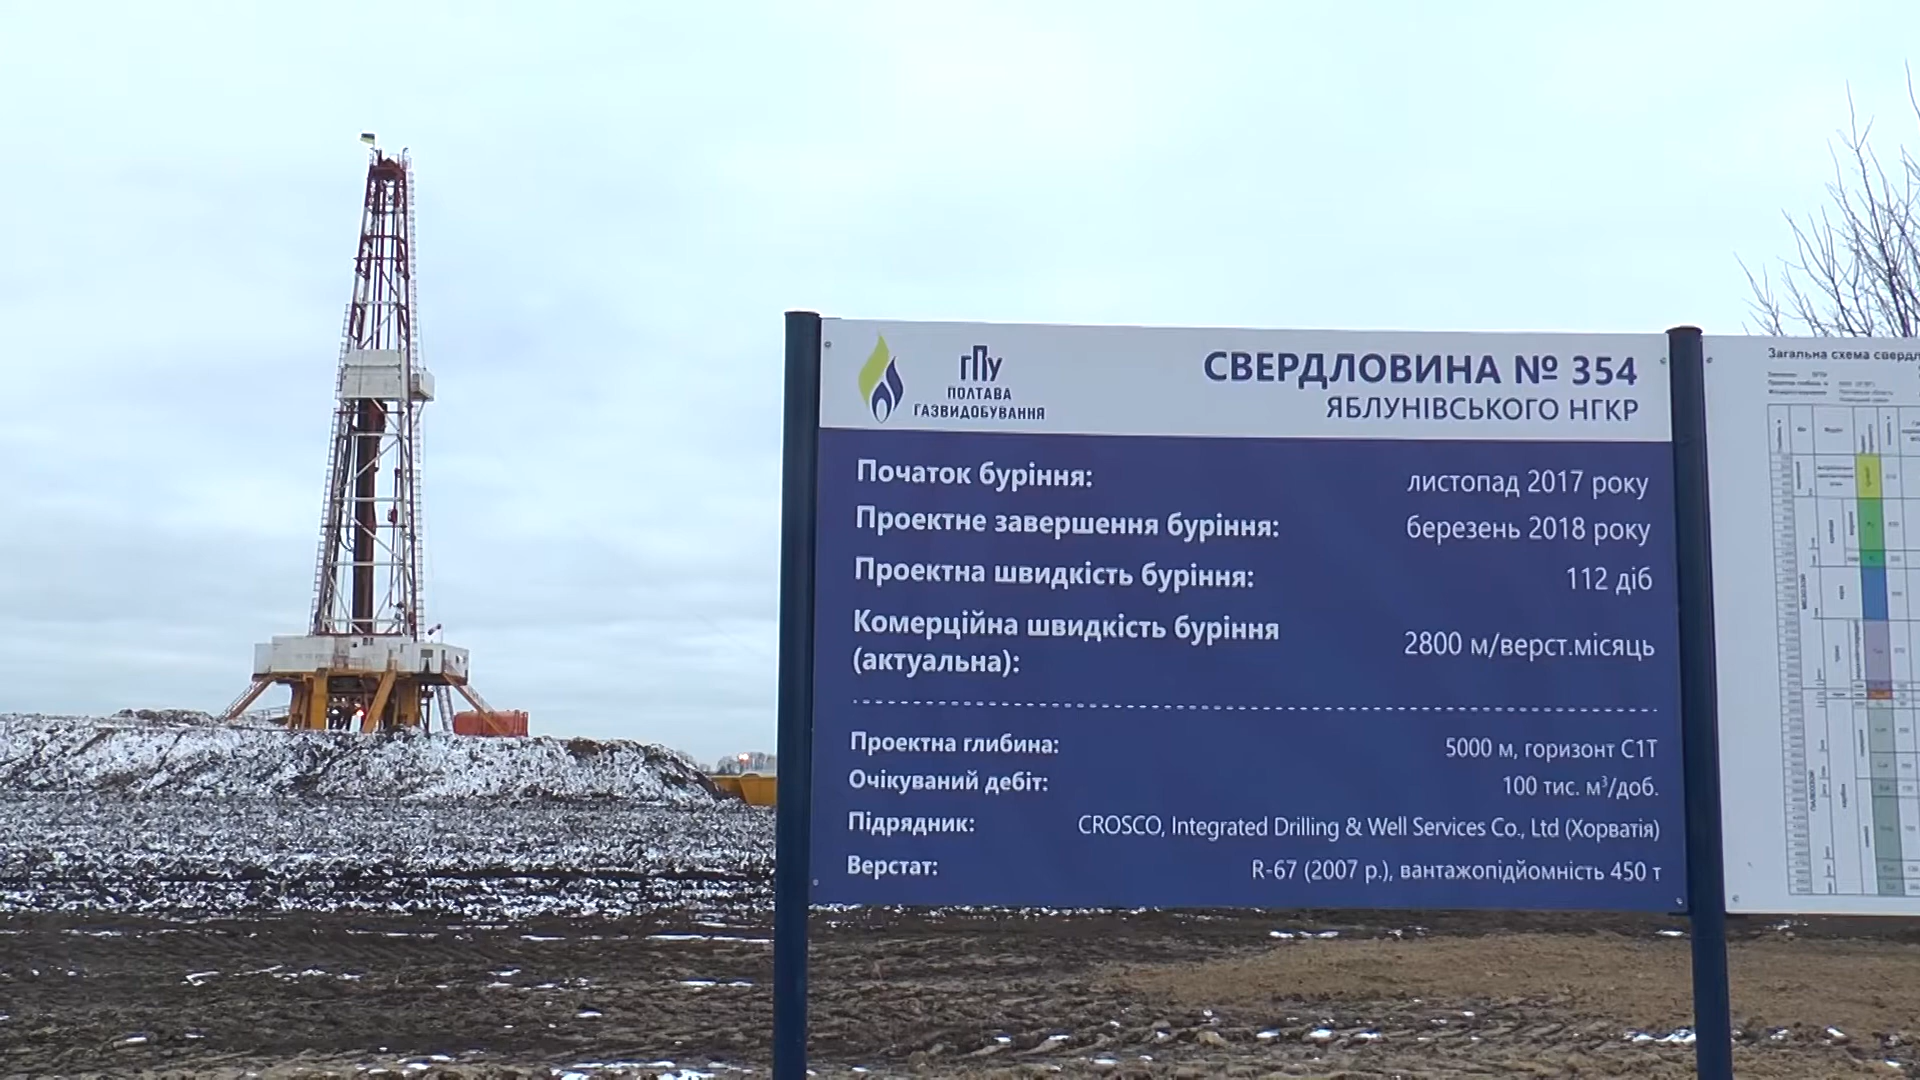 ГПУ
ПОЛТАВА
ГАЗВИДОБУВАННЯ
СВЕРДЛОВИНА № 354
ЯБЛУНІВСЬКОГО НГКР
Початок буріння: листопад 2017 року
Проектне завершення буріння: березень 2018 року
Проектна швидкість буріння: 112 діб
Комерційна швидкість буріння
(актуальна): 2800 м/верст.місяць
Проектна глибина: 5000 м, горизонт С1Т
Очікуваний дебіт: 100 тис. м³/доб.
Підрядник: CROSCO, Integrated Drilling & Well Services Co., Ltd (Хорватія)
Верстат: R-67 (2007 р.), вантажопідйомність 450 т
Загальна схема